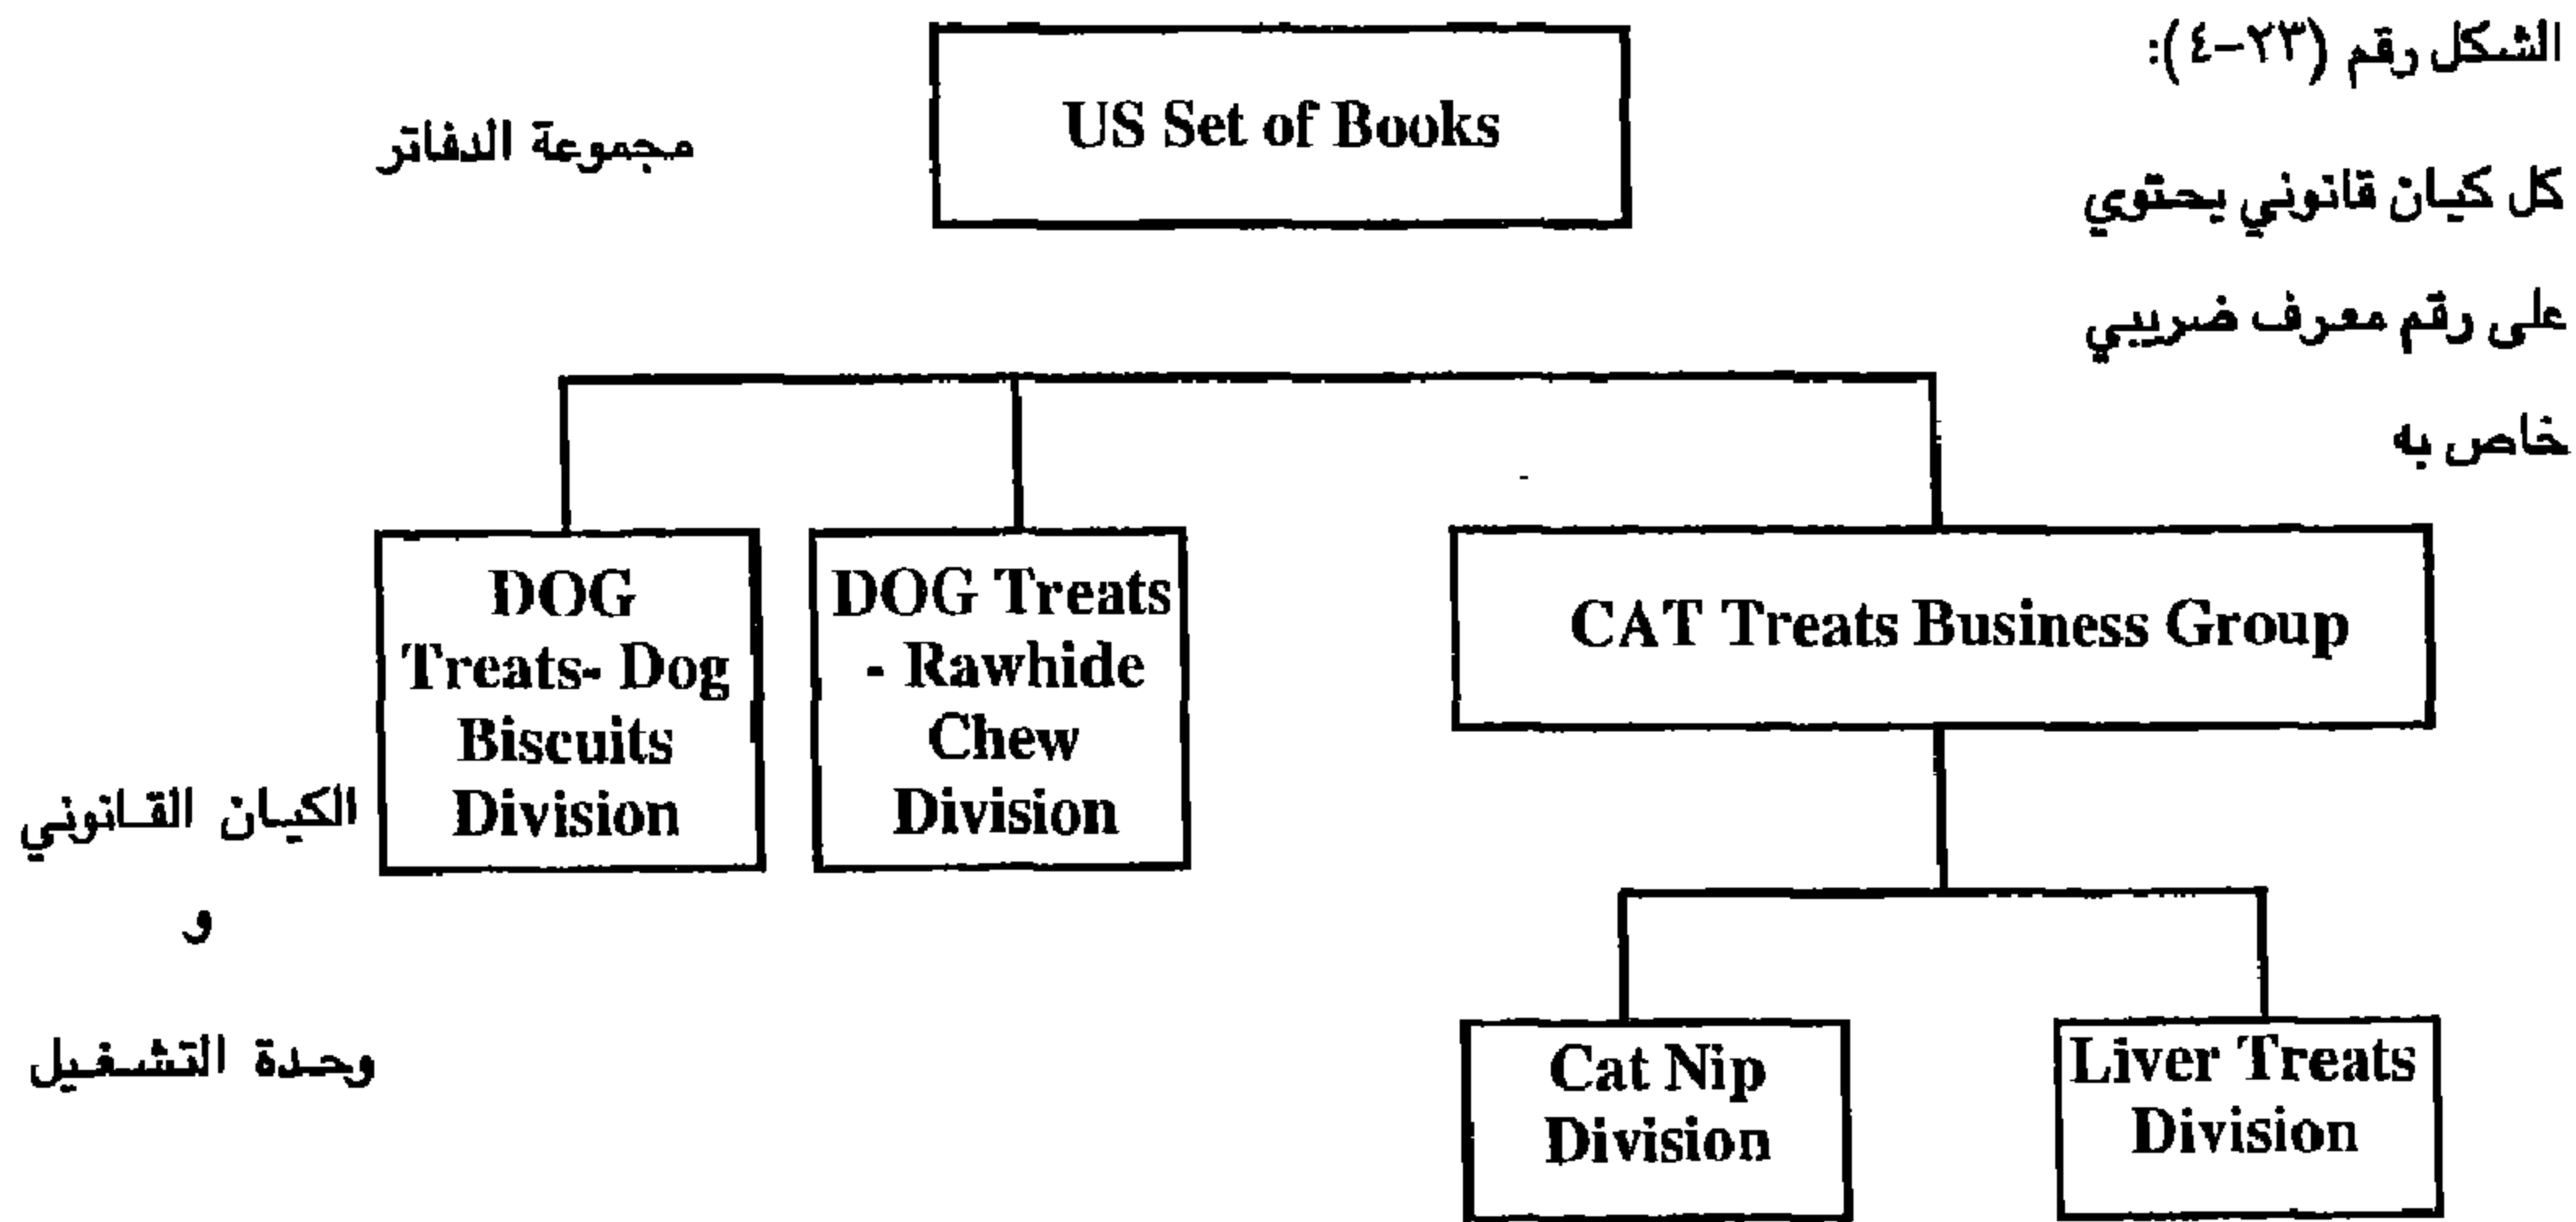 الشكل رقم (٢٣-٤):
كل كيان قانوني يحتوي
على رقم معرف ضريبي
خاص به
مجموعة الدفاتر
US Set of Books
DOG
Treats- Dog
Biscuits
Division
DOG Treats
- Rawhide
Chew
Division
CAT Treats Business Group
الكيان القانوني
و
وحدة التشغيل
Cat Nip
Division
Liver Treats
Division